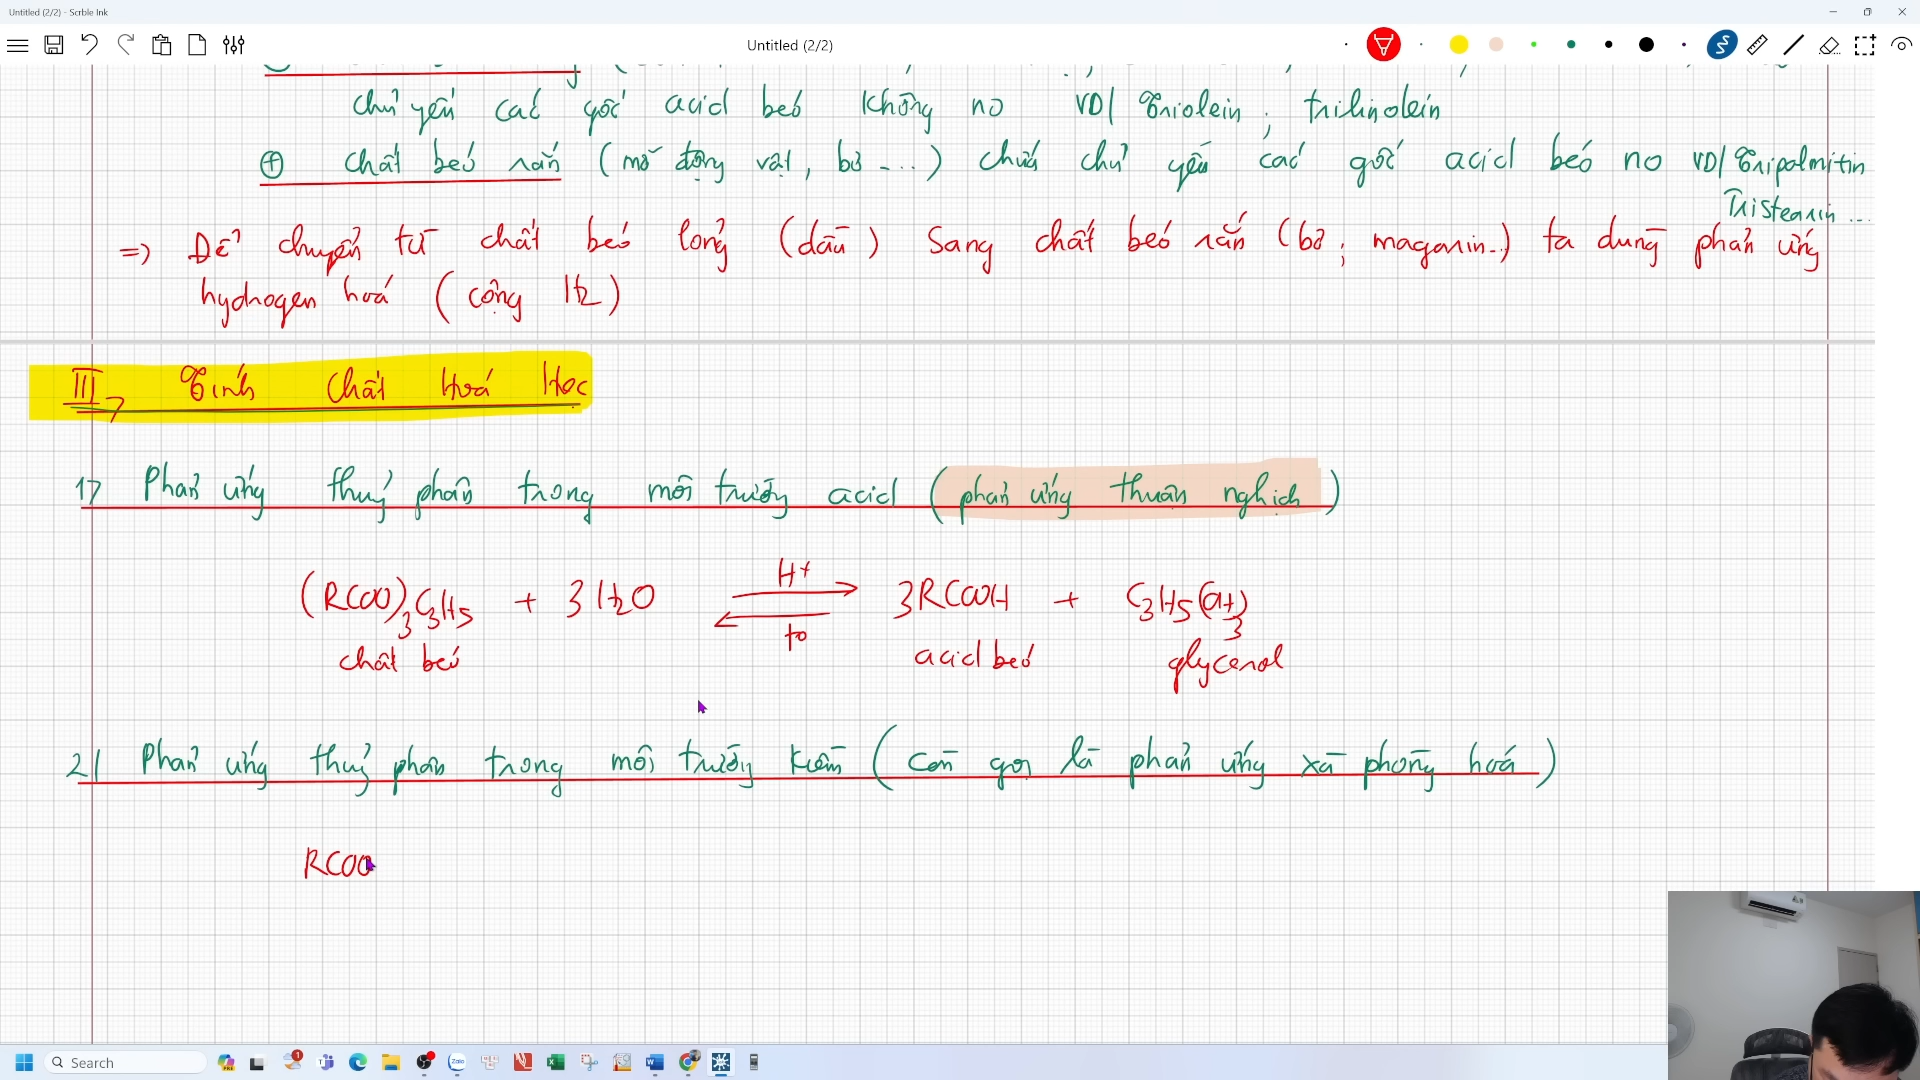 Untitled (2/2) - Scrble Ink
Untitled (2/2)
chủ yếu các gốc acid béo không no VD/ Triolein ; trilinolein
⊕ chất béo rắn (mỡ động vật, bơ ...) chứa chủ yếu các gốc acid béo no VD/ Tripalmitin
Tristearin ...
=> Để chuyển từ chất béo lỏng (dầu) sang chất béo rắn (bơ ; magarin..) ta dùng phản ứng
hydrogen hoá (cộng H2)
III, Tính Chất Hoá Học
1) Phản ứng thuỷ phân trong môi trường acid (phản ứng thuận nghịch)
(RCOO)3C3H5 + 3H2O ⇌ 3RCOOH + C3H5(OH)3
H+
to
chất béo acid béo glycerol
2/ Phản ứng thuỷ phân trong môi trường kiềm (còn gọi là phản ứng xà phòng hoá)
RCOO
Search